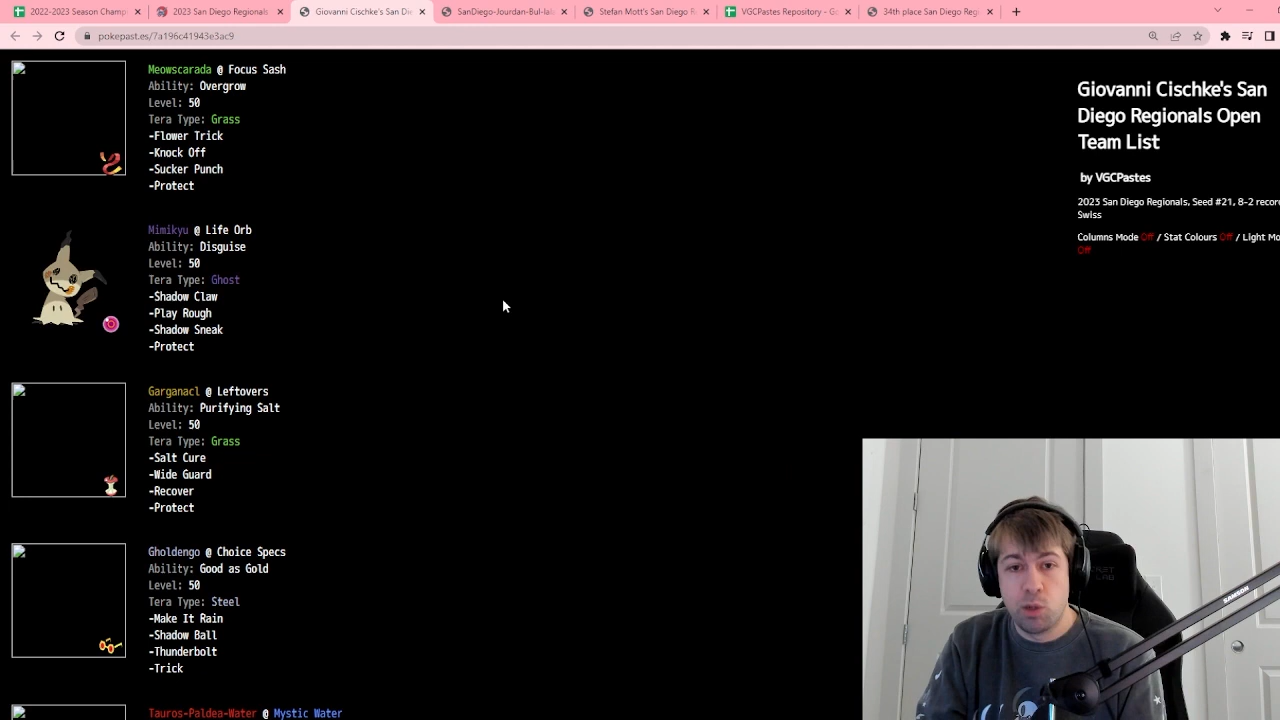 2022-2023 Season Champ
2023 San Diego Regionals
Giovanni Cischke's San Die
SanDiego-Jourdan-Bul-lala
Stefan Mott's San Diego R
VGCPastes Repository - Go
34th place San Diego Regi
pokepast.es/7a196c41943e3ac9
Meowscarada @ Focus Sash
Ability: Overgrow
Level: 50
Tera Type: Grass
-Flower Trick
-Knock Off
-Sucker Punch
-Protect
Mimikyu @ Life Orb
Ability: Disguise
Level: 50
Tera Type: Ghost
-Shadow Claw
-Play Rough
-Shadow Sneak
-Protect
Garganacl @ Leftovers
Ability: Purifying Salt
Level: 50
Tera Type: Grass
-Salt Cure
-Wide Guard
-Recover
-Protect
Gholdengo @ Choice Specs
Ability: Good as Gold
Level: 50
Tera Type: Steel
-Make It Rain
-Shadow Ball
-Thunderbolt
-Trick
Tauros-Paldea-Water @ Mystic Water
Giovanni Cischke's San
Diego Regionals Open
Team List
by VGCPastes
2023 San Diego Regionals, Seed #21, 8-2 recor
Swiss
Columns Mode Off / Stat Colours Off / Light Mo
Off
SAMSON